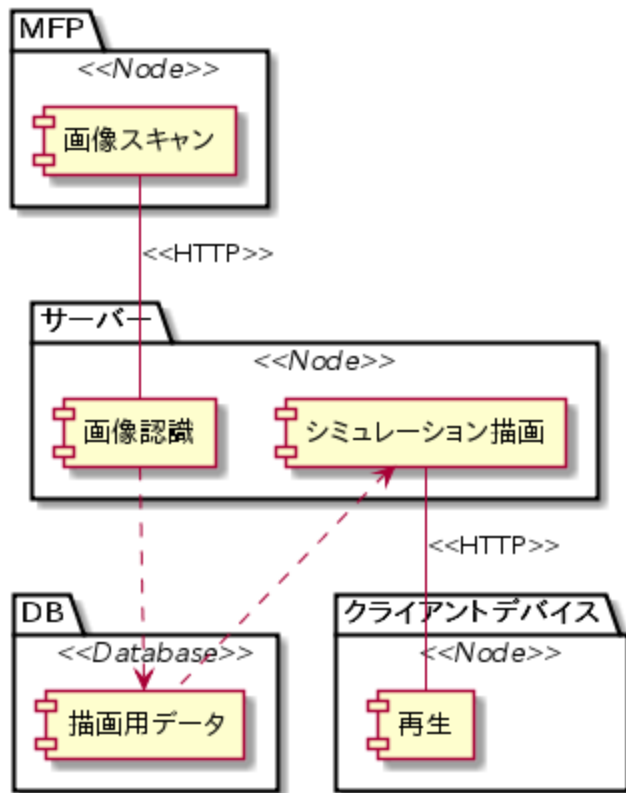 MFP
<<Node>>
画像スキャン
<<HTTP>>
サーバー
<<Node>>
画像認識
シミュレーション描画
<<HTTP>>
DB
<<Database>>
描画用データ
クライアントデバイス
<<Node>>
再生